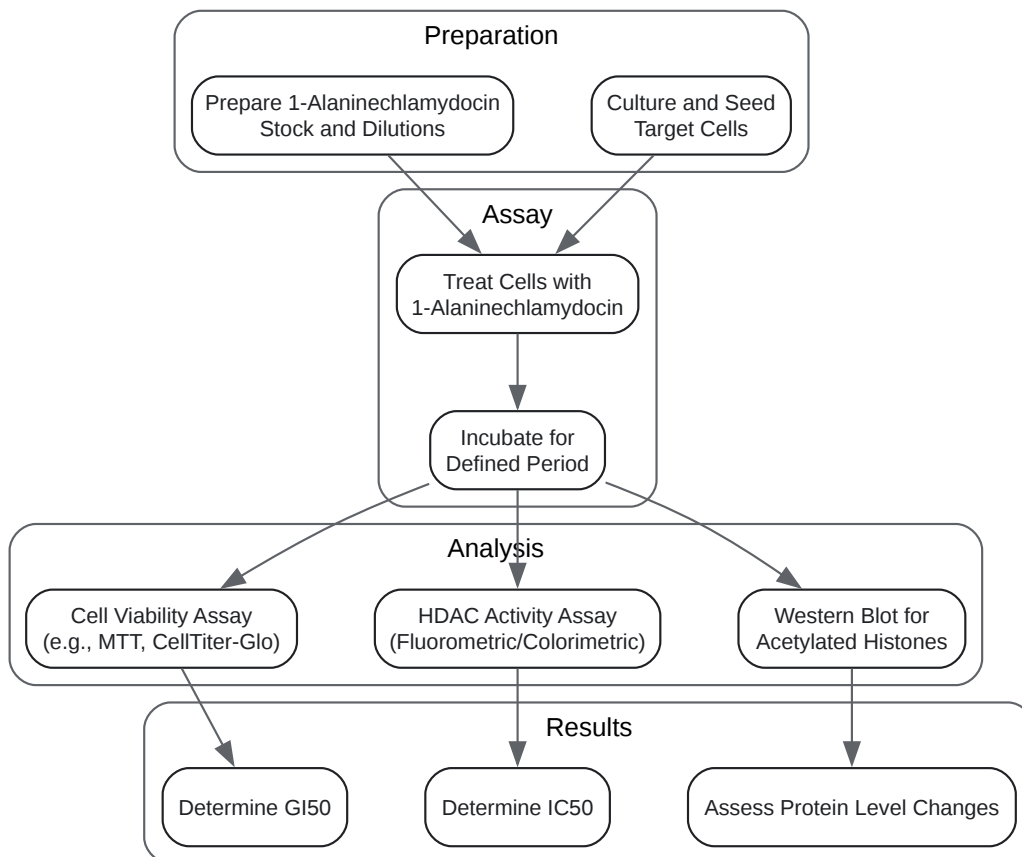 Preparation
Prepare 1-Alaninechlamydocin
Stock and Dilutions
Culture and Seed
Target Cells
Assay
Treat Cells with
1-Alaninechlamydocin
Incubate for
Defined Period
Analysis
Cell Viability Assay
(e.g., MTT, CellTiter-Glo)
HDAC Activity Assay
(Fluorometric/Colorimetric)
Western Blot for
Acetylated Histones
Results
Determine GI50
Determine IC50
Assess Protein Level Changes